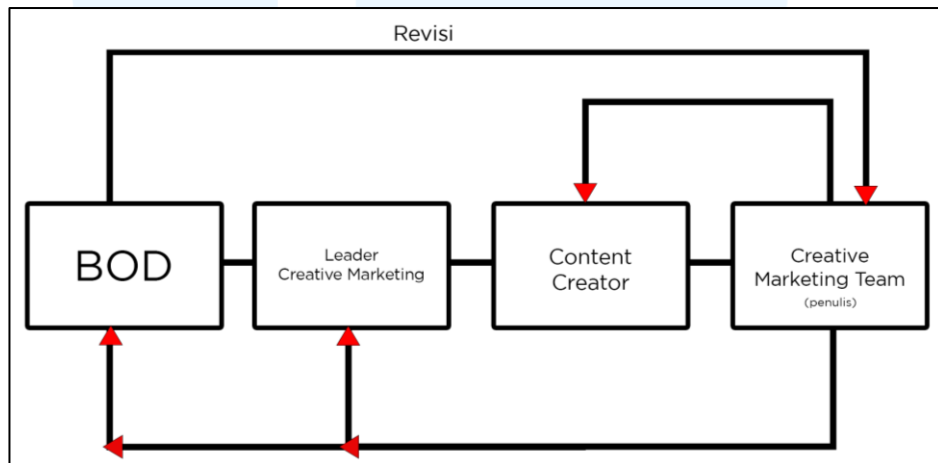 Revisi
BOD
Leader
Creative Marketing
Content
Creator
Creative
Marketing Team
(penulis)